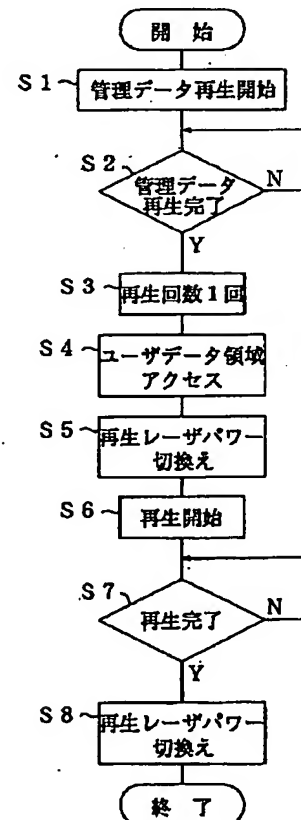 開 始
S1 管理データ再生開始
S2 管理データ
再生完了
N
Y
S3 再生回数1回
S4 ユーザデータ領域
アクセス
S5 再生レーザパワー
切換え
S6 再生開始
S7 再生完了
N
Y
S8 再生レーザパワー
切換え
終 了